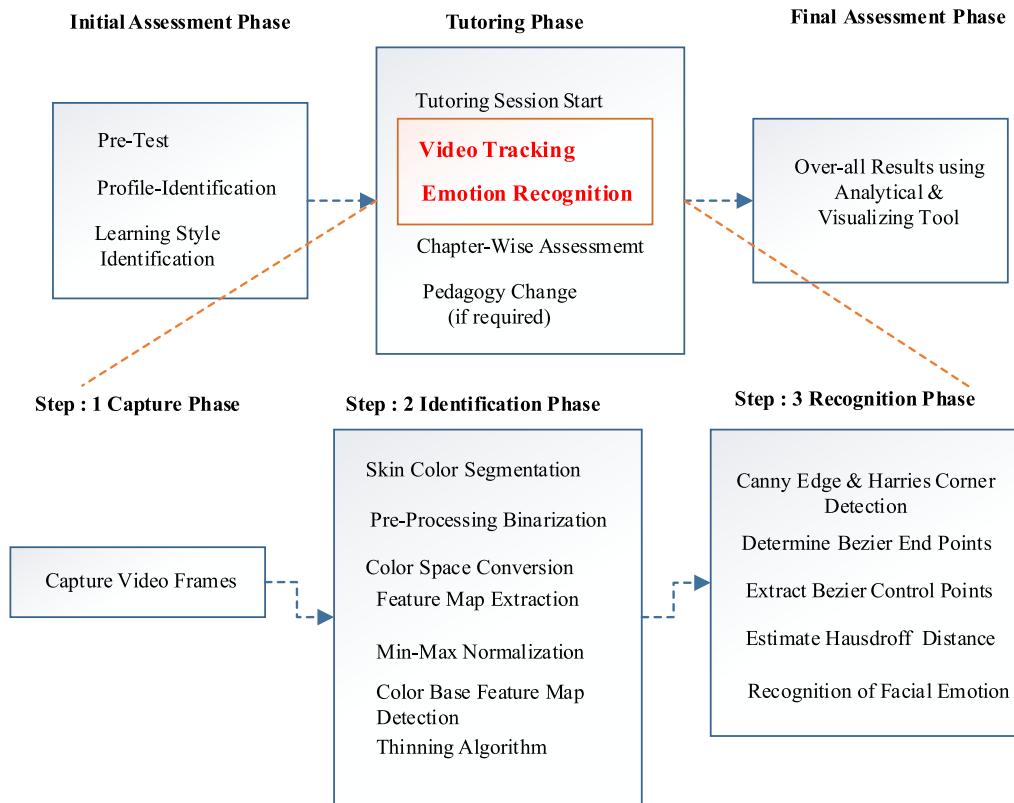 Initial Assessment Phase
Tutoring Phase
Final Assessment Phase
Pre-Test
Profile-Identification
Learning Style
Identification
Tutoring Session Start
Video Tracking
Emotion Recognition
Chapter-Wise Assessmemt
Pedagogy Change
(if required)
Over-all Results using
Analytical &
Visualizing Tool
Step : 1 Capture Phase
Step : 2 Identification Phase
Step : 3 Recognition Phase
Capture Video Frames
Skin Color Segmentation
Pre-Processing Binarization
Color Space Conversion
Feature Map Extraction
Min-Max Normalization
Color Base Feature Map
Detection
Thinning Algorithm
Canny Edge & Harries Corner
Detection
Determine Bezier End Points
Extract Bezier Control Points
Estimate Hausdroff Distance
Recognition of Facial Emotion